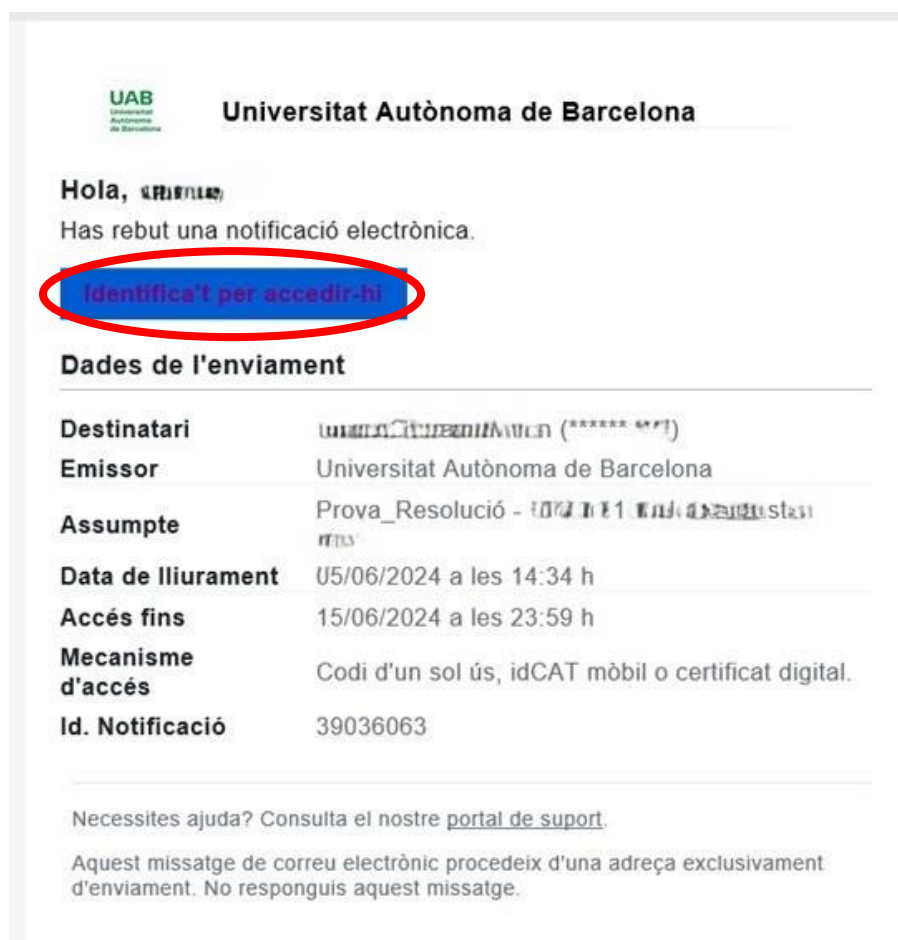 UAB
Universitat
Autònoma
de Barcelona
Universitat Autònoma de Barcelona
Hola,
Has rebut una notificació electrònica.
Identifica't per accedir-hi
Dades de l'enviament
Destinatari
Emissor Universitat Autònoma de Barcelona
Assumpte Prova_Resolució -
Data de lliurament 05/06/2024 a les 14:34 h
Accés fins 15/06/2024 a les 23:59 h
Mecanisme
d'accés Codi d'un sol ús, idCAT mòbil o certificat digital.
Id. Notificació 39036063
Necessites ajuda? Consulta el nostre portal de suport.
Aquest missatge de correu electrònic procedeix d'una adreça exclusivament
d'enviament. No responguis aquest missatge.